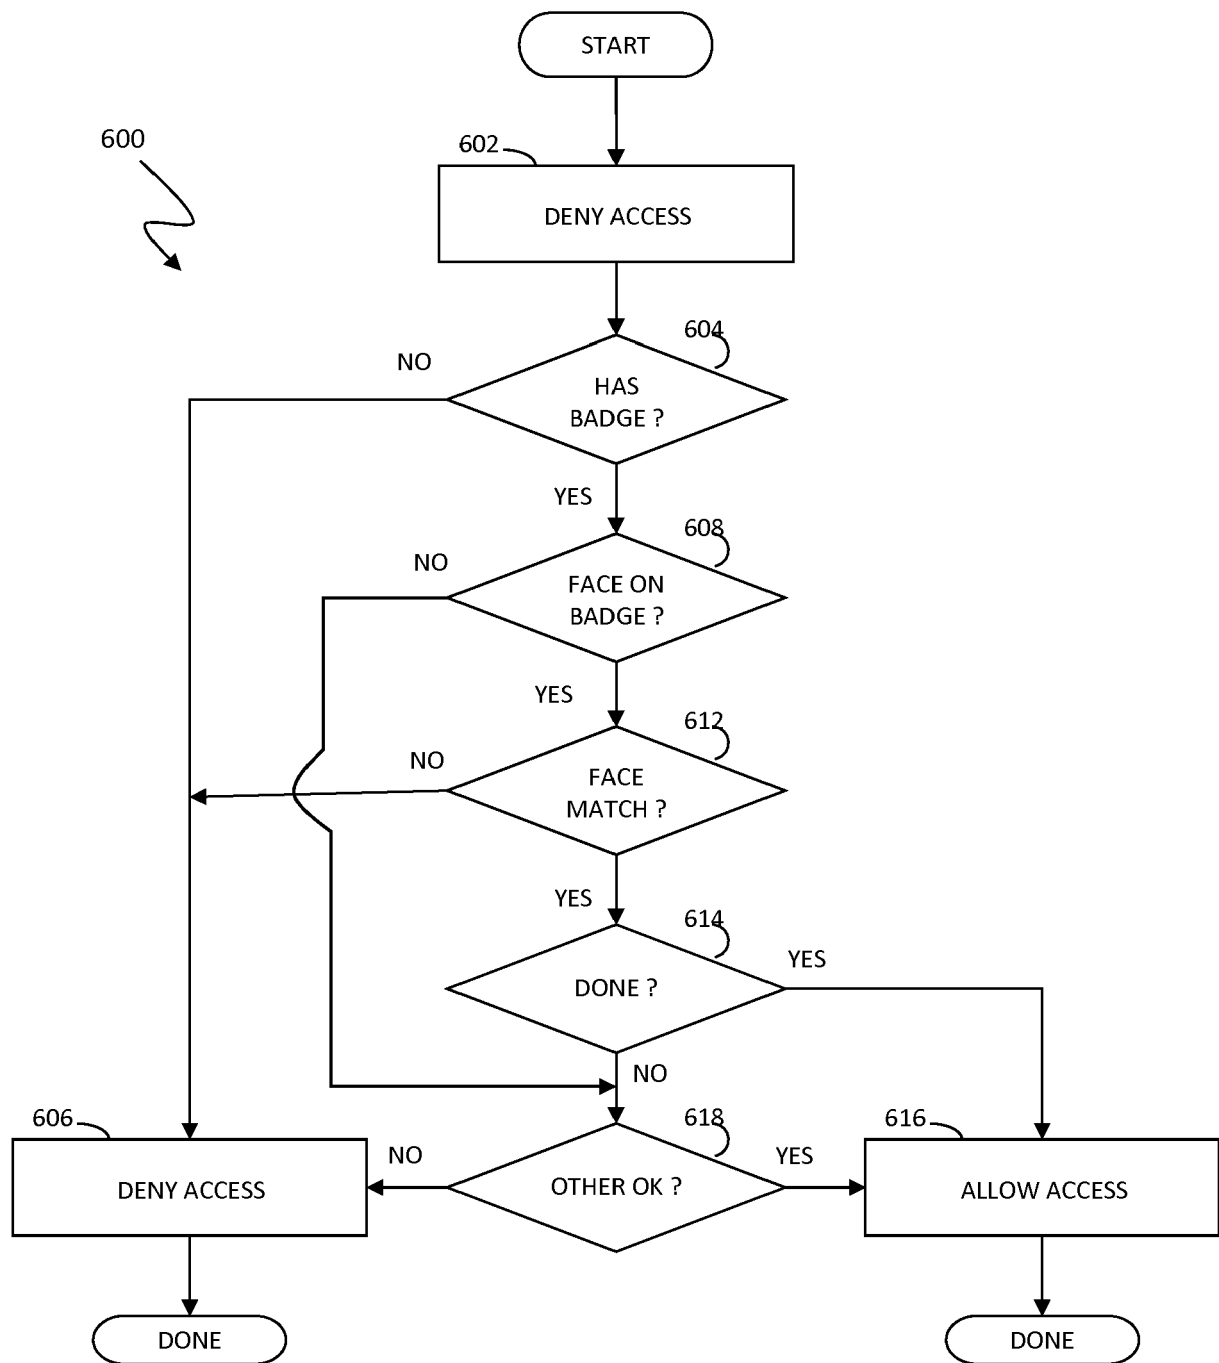 START
600
602
DENY ACCESS
604
NO
HAS
BADGE ?
YES
608
NO
FACE ON
BADGE ?
YES
612
NO
FACE
MATCH ?
YES
614
YES
DONE ?
NO
606
618
616
NO
YES
DENY ACCESS
OTHER OK ?
ALLOW ACCESS
DONE
DONE